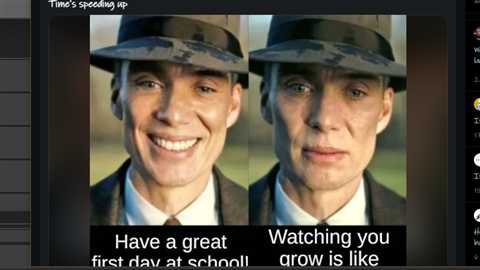 Time's speeding up
Have a great
first day at school!
Watching you
grow is like